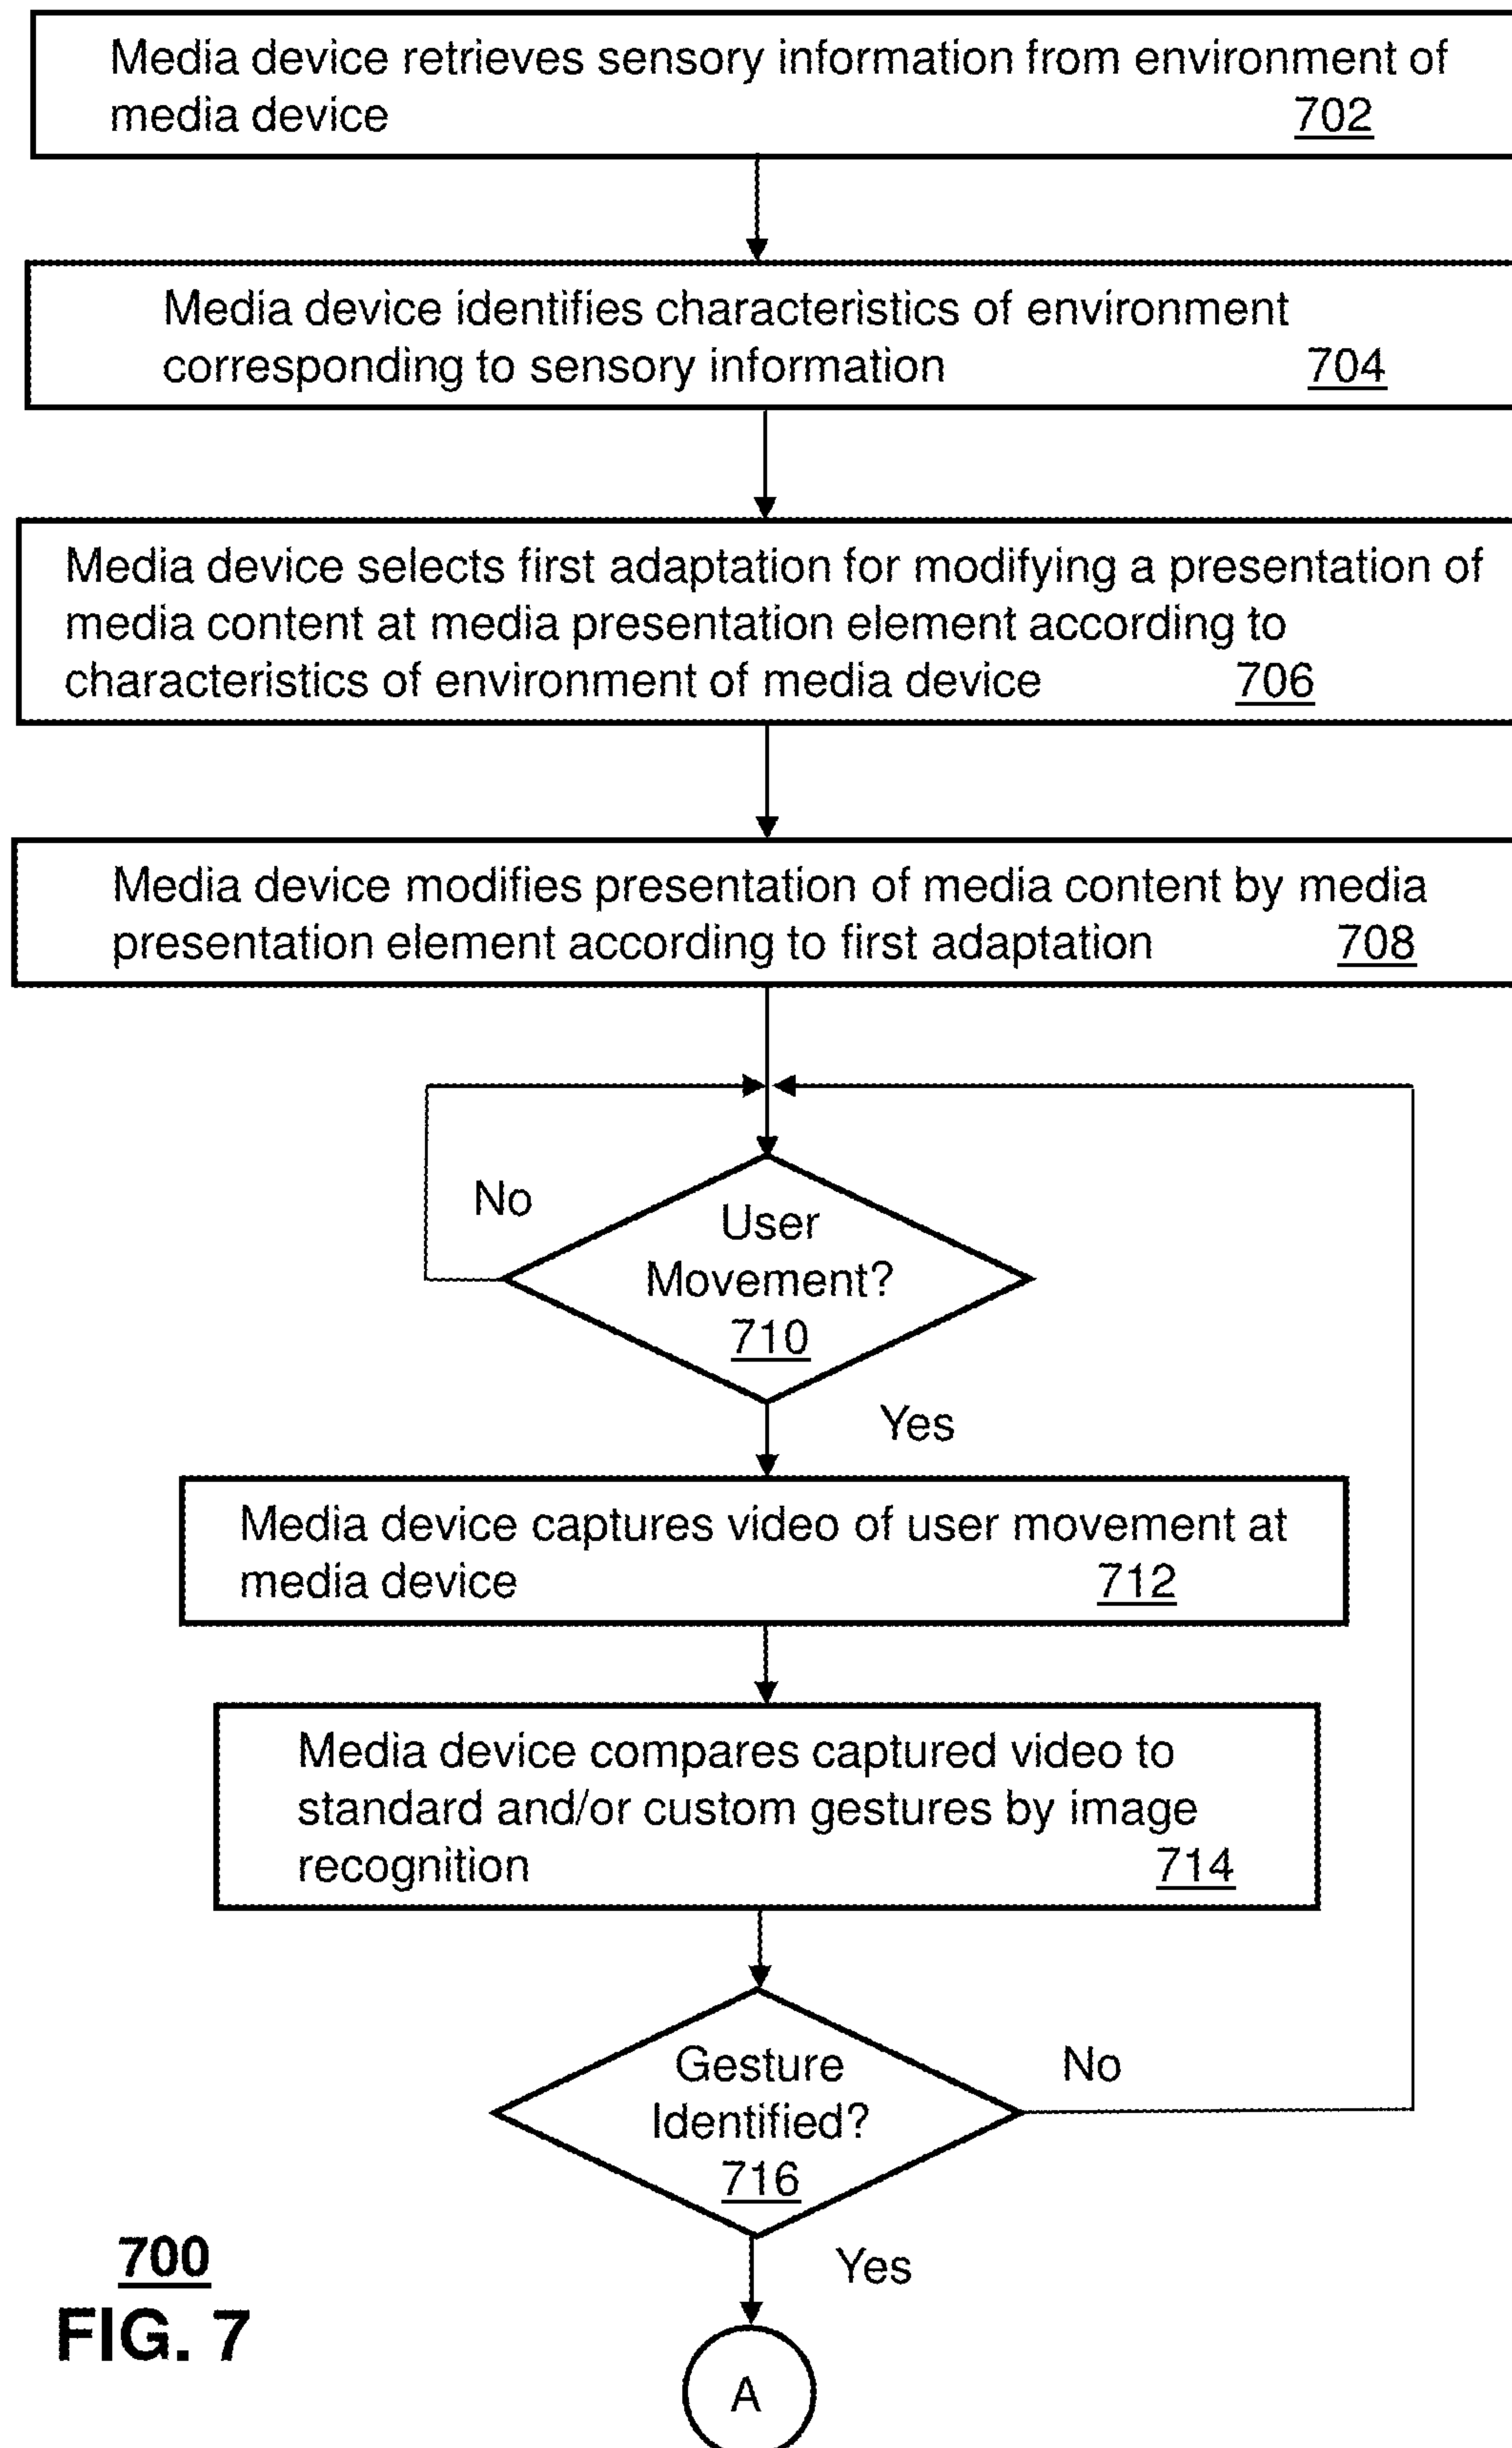 Media device retrieves sensory information from environment of
media device 702
Media device identifies characteristics of environment
corresponding to sensory information 704
Media device selects first adaptation for modifying a presentation of
media content at media presentation element according to
characteristics of environment of media device 706
Media device modifies presentation of media content by media
presentation element according to first adaptation 708
No
User
Movement?
710
Yes
Media device captures video of user movement at
media device 712
Media device compares captured video to
standard and/or custom gestures by image
recognition 714
Gesture
Identified?
716
No
Yes
700
FIG. 7
A